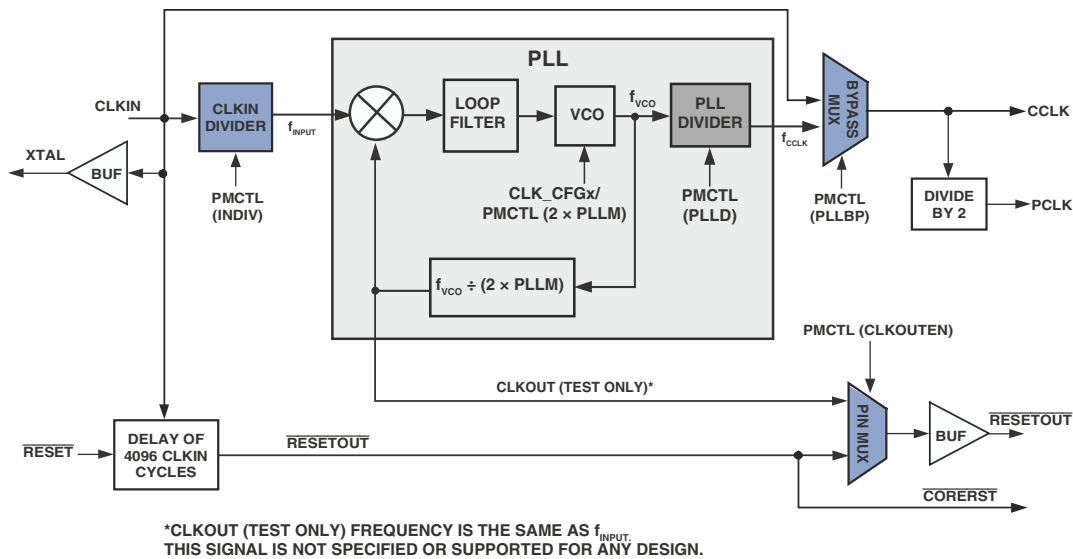 PLL
CLKIN
CLKIN
DIVIDER
f_INPUT
LOOP
FILTER
VCO
f_VCO
PLL
DIVIDER
f_CCLK
BYPASS
MUX
CCLK
XTAL
BUF
PMCTL
(INDIV)
CLK_CFGx/
PMCTL (2 × PLLM)
PMCTL
(PLLD)
PMCTL
(PLLBP)
DIVIDE
BY 2
PCLK
f_VCO ÷ (2 × PLLM)
PMCTL (CLKOUTEN)
CLKOUT (TEST ONLY)*
PIN MUX
BUF
RESETOUT
RESET
DELAY OF
4096 CLKIN
CYCLES
RESETOUT
CORERST
*CLKOUT (TEST ONLY) FREQUENCY IS THE SAME AS f_INPUT.
THIS SIGNAL IS NOT SPECIFIED OR SUPPORTED FOR ANY DESIGN.